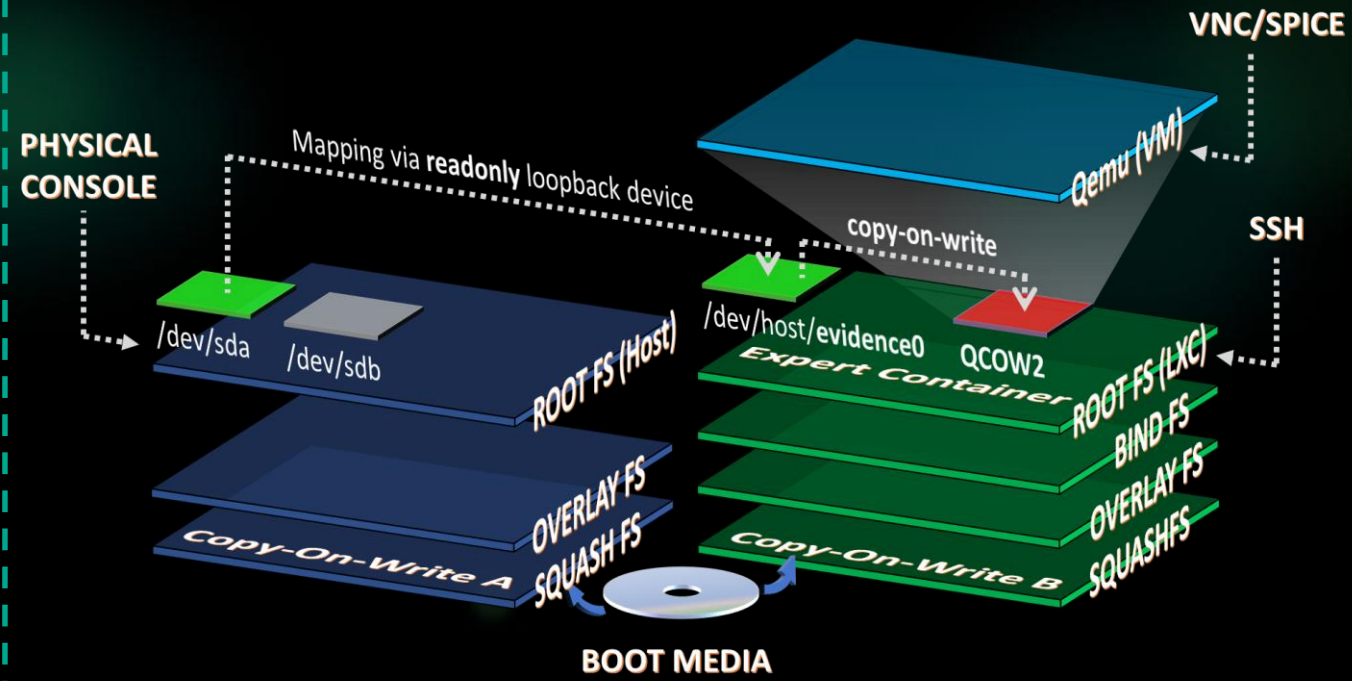 VNC/SPICE
PHYSICAL
CONSOLE
Mapping via readonly loopback device
Qemu (VM)
copy-on-write
SSH
/dev/sda
/dev/sdb
ROOT FS (Host)
/dev/host/evidence0
QCOW2
Expert Container
ROOT FS (LXC)
BIND FS
OVERLAY FS
SQUASH FS
Copy-On-Write A
OVERLAY FS
SQUASHFS
Copy-On-Write B
BOOT MEDIA